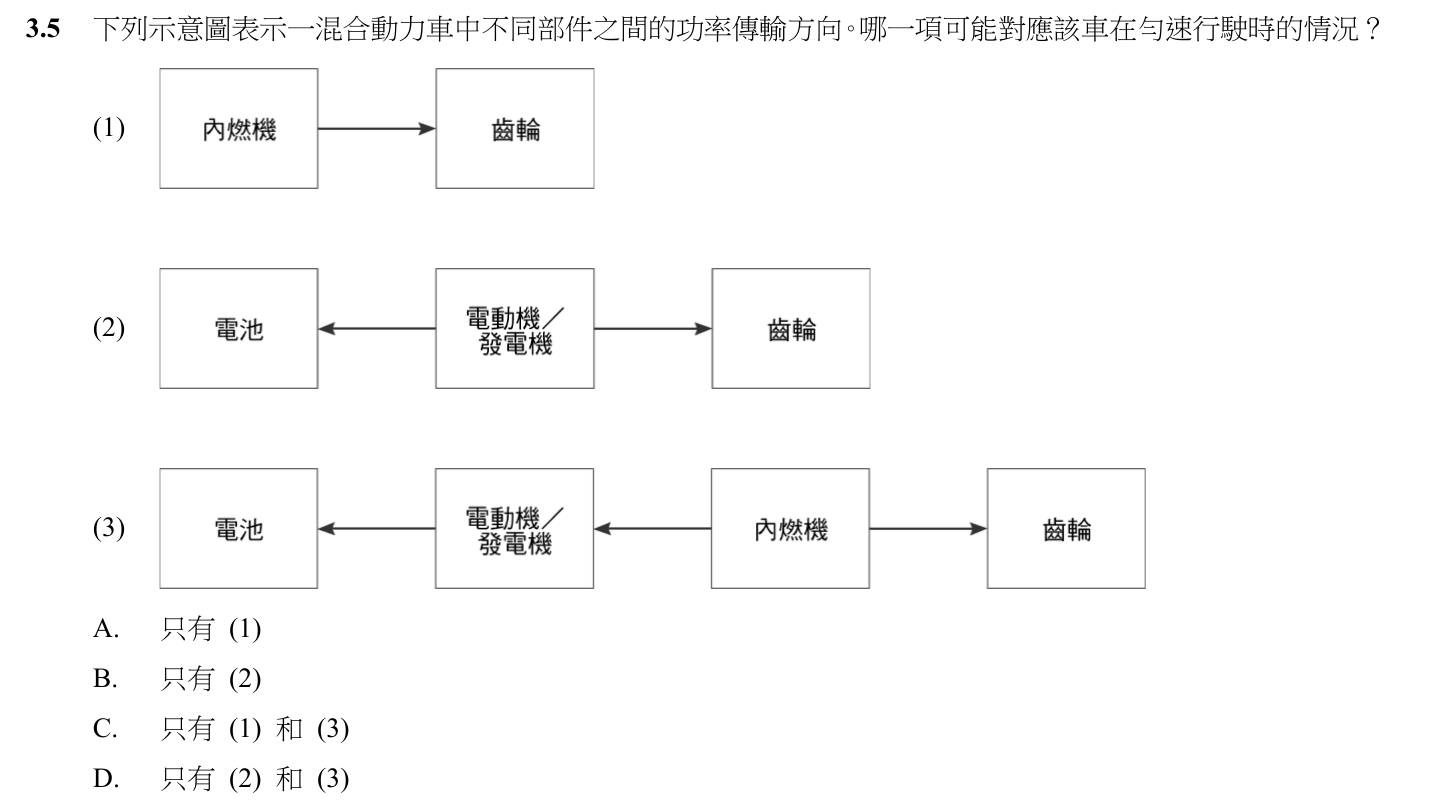 3.5 下列示意圖表示一混合動力車中不同部件之間的功率傳輸方向。哪一項可能對應該車在勻速行駛時的情況？
(1) 內燃機 齒輪
(2) 電池 電動機／發電機 齒輪
(3) 電池 電動機／發電機 內燃機 齒輪
A. 只有 (1)
B. 只有 (2)
C. 只有 (1) 和 (3)
D. 只有 (2) 和 (3)